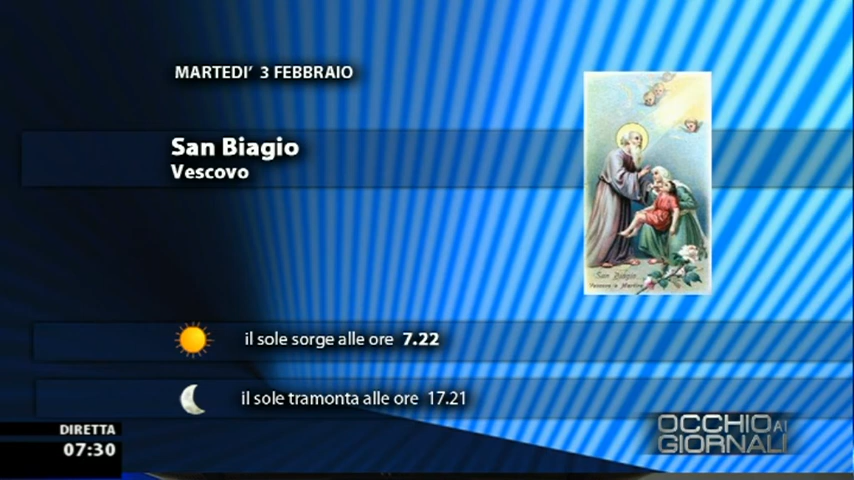 MARTEDI' 3 FEBBRAIO
San Biagio
Vescovo
San Biagio
Vescovo e Martire
il sole sorge alle ore 7.22
il sole tramonta alle ore 17.21
DIRETTA
07:30
OCCHIO AI
GIORNALI